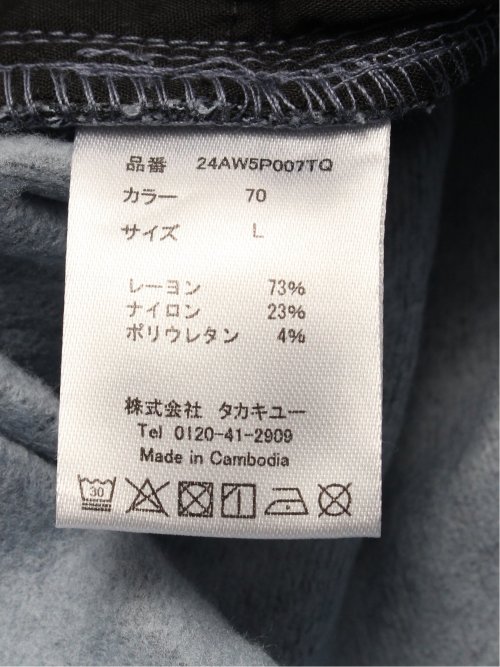 品番 24AW5P007TQ
カラー 70
サイズ L
レーヨン 73%
ナイロン 23%
ポリウレタン 4%
株式会社 タカキユー
Tel 0120-41-2909
Made in Cambodia
30